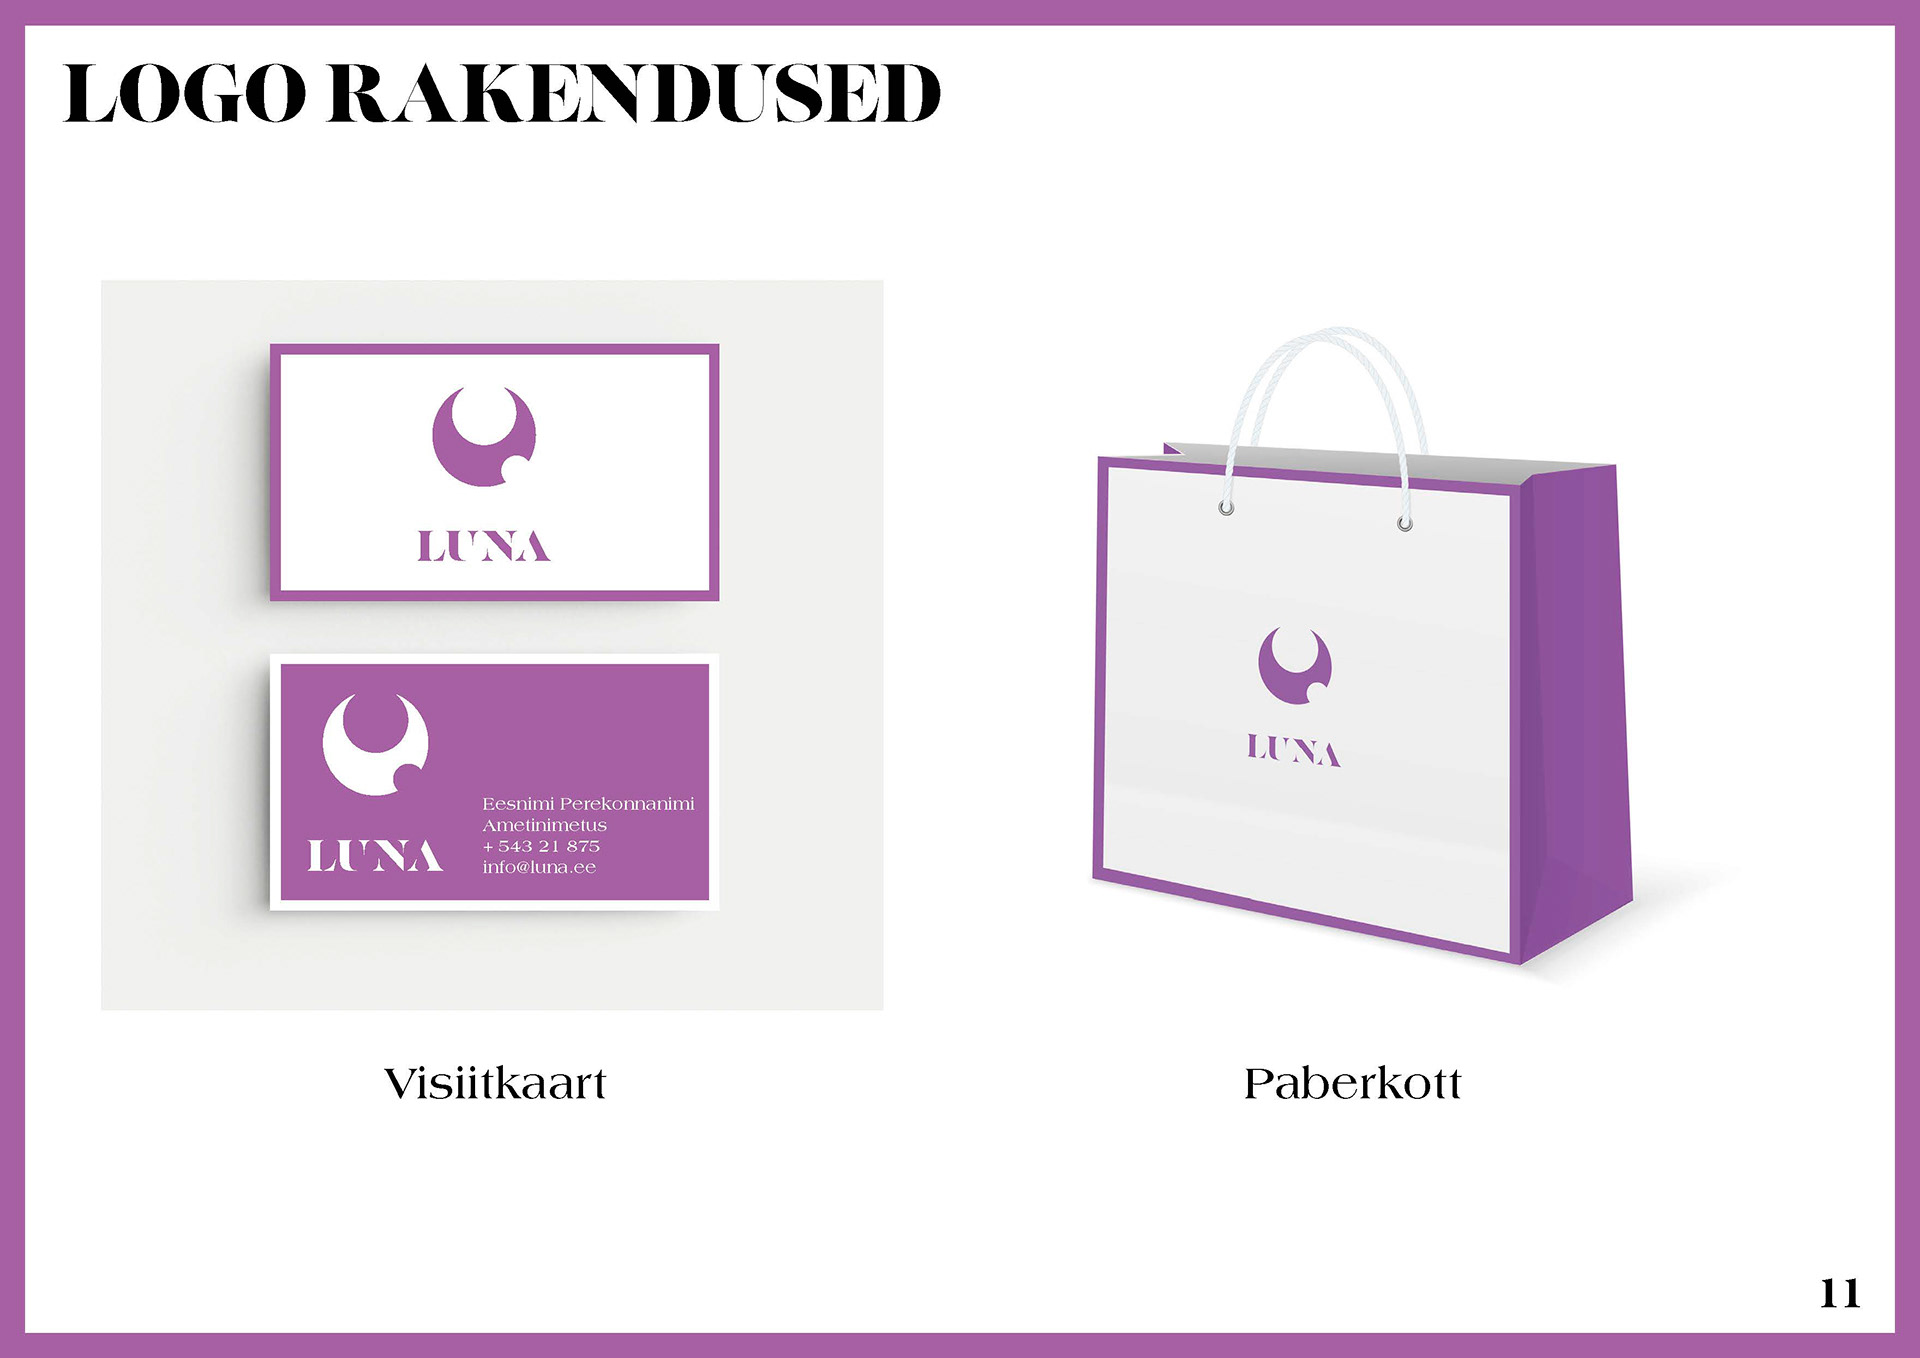 LOGO RAKENDUSED
LUNA
LUNA
Eesnimi Perekonnanimi
Ametinimetus
+ 543 21 875
info@luna.ee
LUNA
Visiitkaart
Paberkott
11